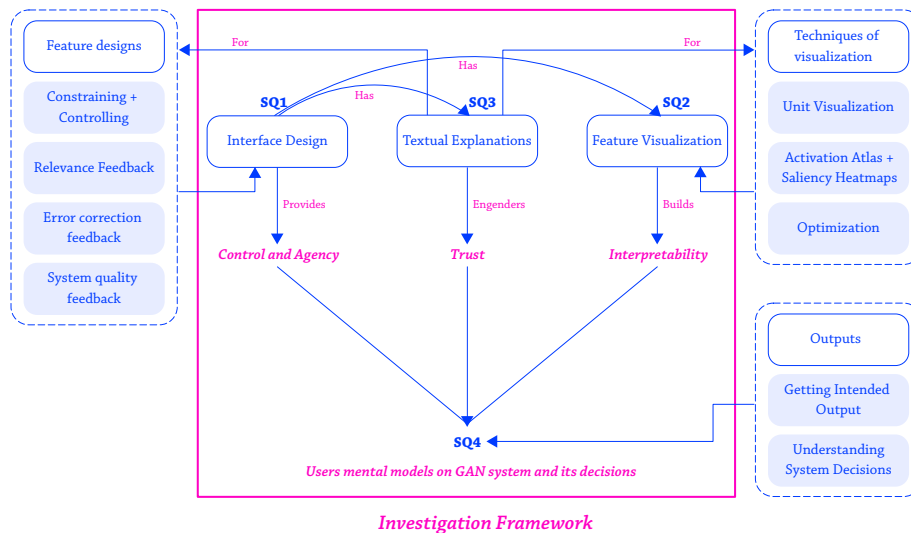 Feature designs
Constraining +
Controlling
Relevance Feedback
Error correction
feedback
System quality
feedback
For
Has
Has
For
SQ1
SQ3
SQ2
Interface Design
Textual Explanations
Feature Visualization
Provides
Engenders
Builds
Control and Agency
Trust
Interpretability
SQ4
Users mental models on GAN system and its decisions
Techniques of
visualization
Unit Visualization
Activation Atlas +
Saliency Heatmaps
Optimization
Outputs
Getting Intended
Output
Understanding
System Decisions
Investigation Framework